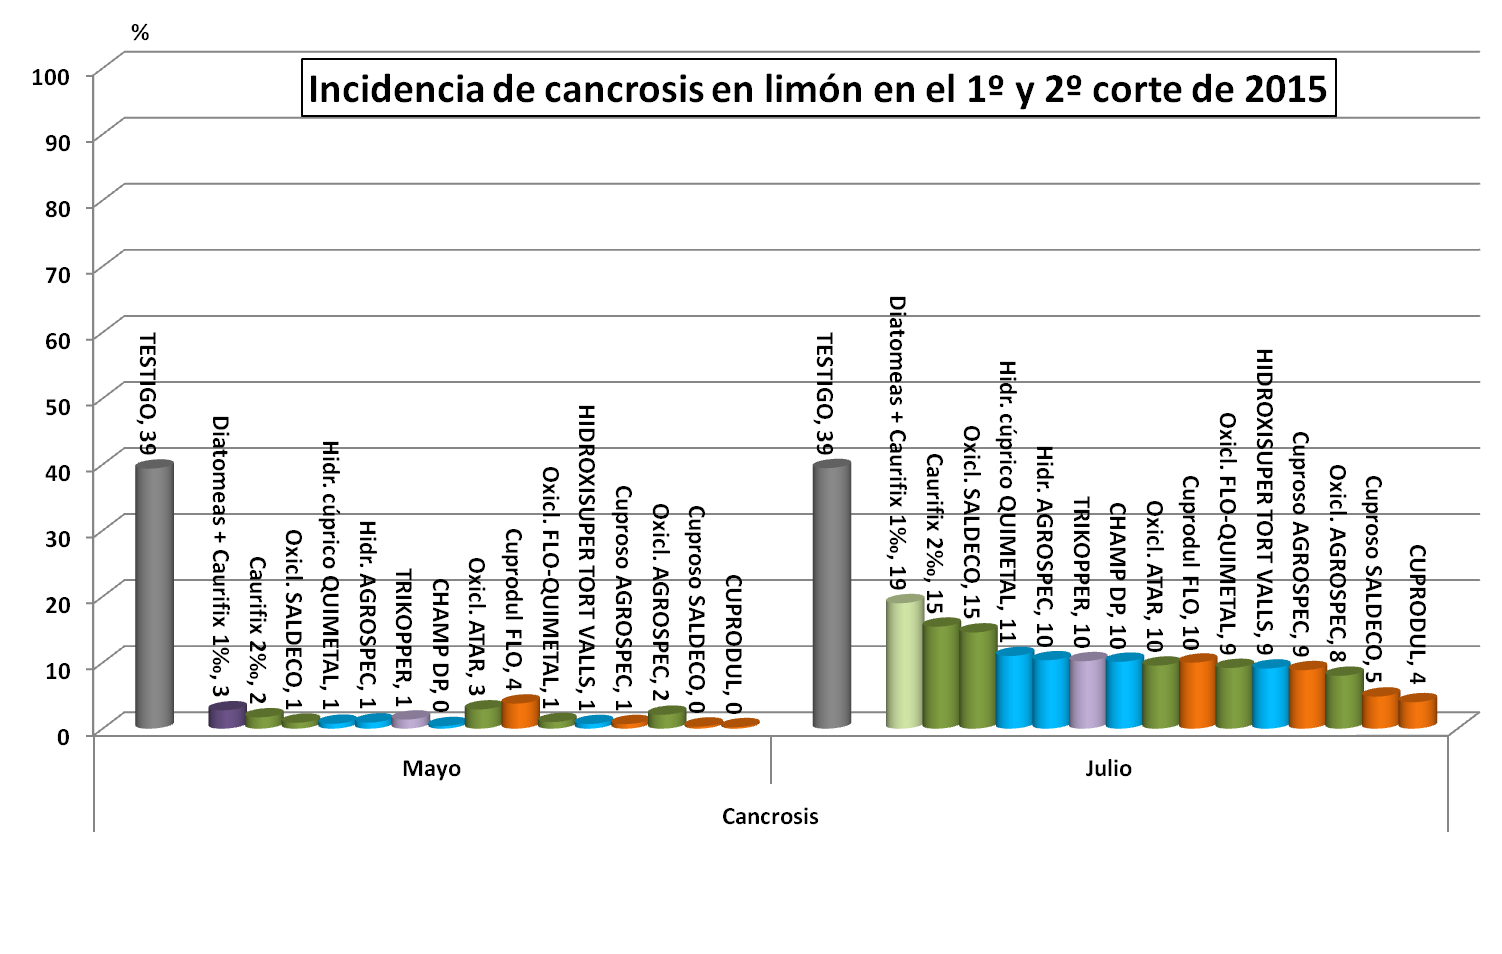 %
Incidencia de cancrosis en limón en el 1º y 2º corte de 2015
100
90
80
70
60
50
40
30
20
10
0
TESTIGO, 39
Diatomeas + Caurifix 1‰, 3
Caurifix 2‰, 2
Oxicl. SALDECO, 1
Hidr. cúprico QUIMETAL, 1
Hidr. AGROSPEC, 1
TRIKOPPER, 1
CHAMP DP, 0
Oxicl. ATAR, 3
Cuprodul FLO, 4
Oxicl. FLO-QUIMETAL, 1
HIDROXISUPER TORT VALLS, 1
Cuproso AGROSPEC, 1
Oxicl. AGROSPEC, 2
Cuproso SALDECO, 0
CUPRODUL, 0
TESTIGO, 39
Diatomeas + Caurifix 1‰, 19
Caurifix 2‰, 15
Oxicl. SALDECO, 15
Hidr. cúprico QUIMETAL, 11
Hidr. AGROSPEC, 10
TRIKOPPER, 10
CHAMP DP, 10
Oxicl. ATAR, 10
Cuprodul FLO, 10
Oxicl. FLO-QUIMETAL, 9
HIDROXISUPER TORT VALLS, 9
Cuproso AGROSPEC, 9
Oxicl. AGROSPEC, 8
Cuproso SALDECO, 5
CUPRODUL, 4
Mayo
Julio
Cancrosis